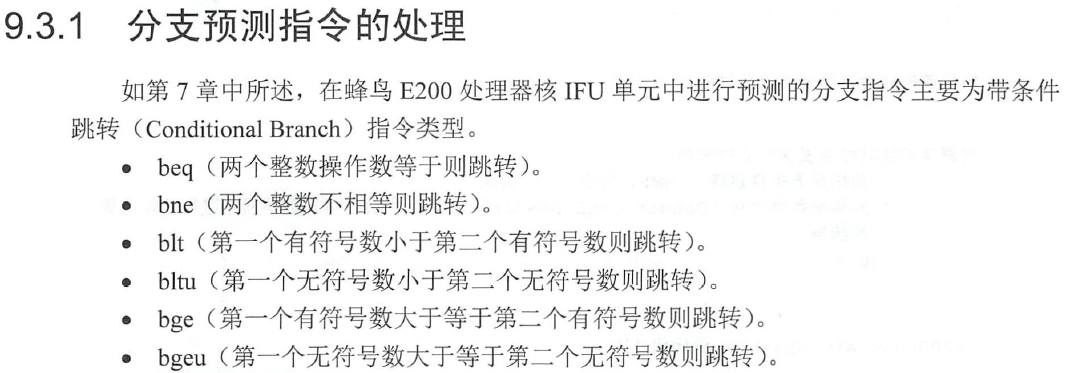 9.3.1 分支预测指令的处理
如第 7 章中所述，在蜂鸟 E200 处理器核 IFU 单元中进行预测的分支指令主要为带条件
跳转（Conditional Branch）指令类型。
● beq（两个整数操作数等于则跳转）。
● bne（两个整数不相等则跳转）。
● blt（第一个有符号数小于第二个有符号数则跳转）。
● bltu（第一个无符号数小于第二个无符号数则跳转）。
● bge（第一个有符号数大于等于第二个有符号数则跳转）。
● bgeu（第一个无符号数大于等于第二个无符号数则跳转）。